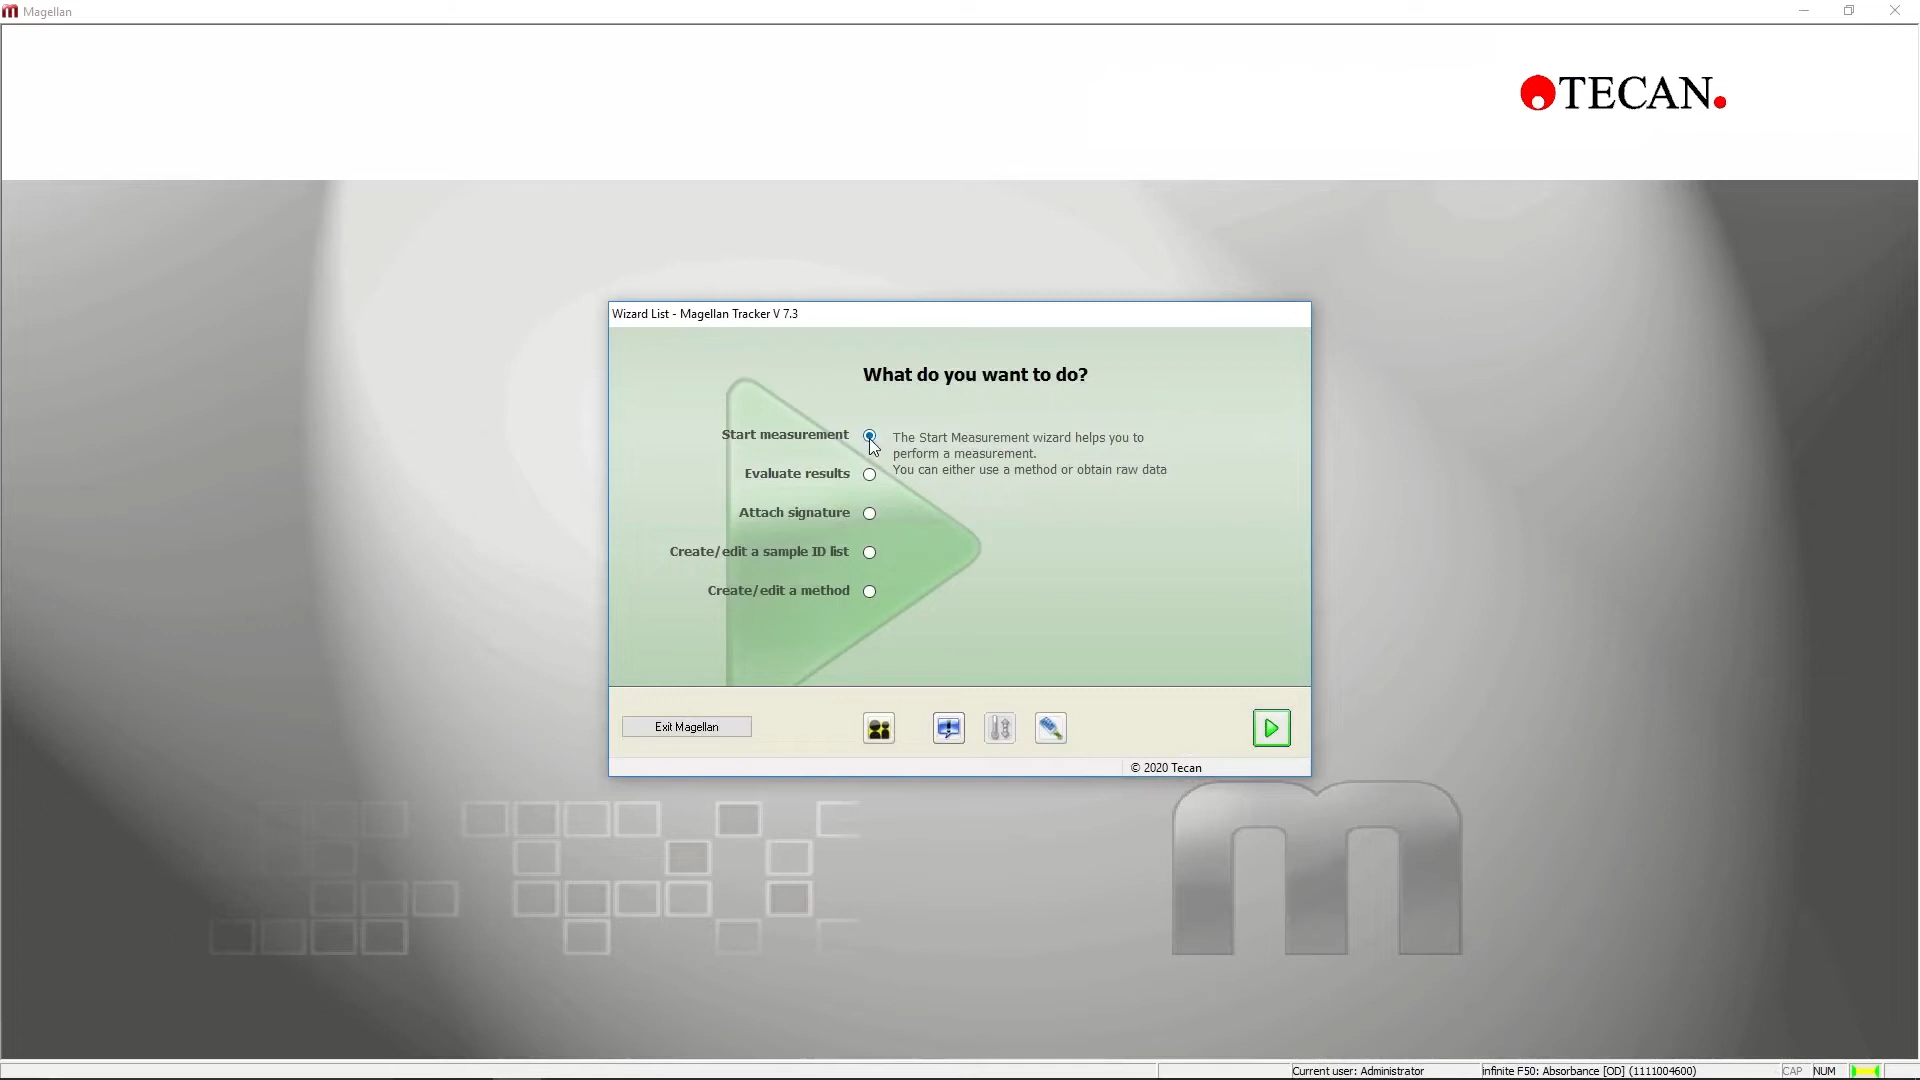 Magellan
TECAN.
Wizard List - Magellan Tracker V 7.3
What do you want to do?
Start measurement
The Start Measurement wizard helps you to
perform a measurement.
You can either use a method or obtain raw data
Evaluate results
Attach signature
Create/edit a sample ID list
Create/edit a method
Exit Magellan
© 2020 Tecan
Current user: Administrator
infinite F50: Absorbance [OD] (1111004600)
CAP
NUM